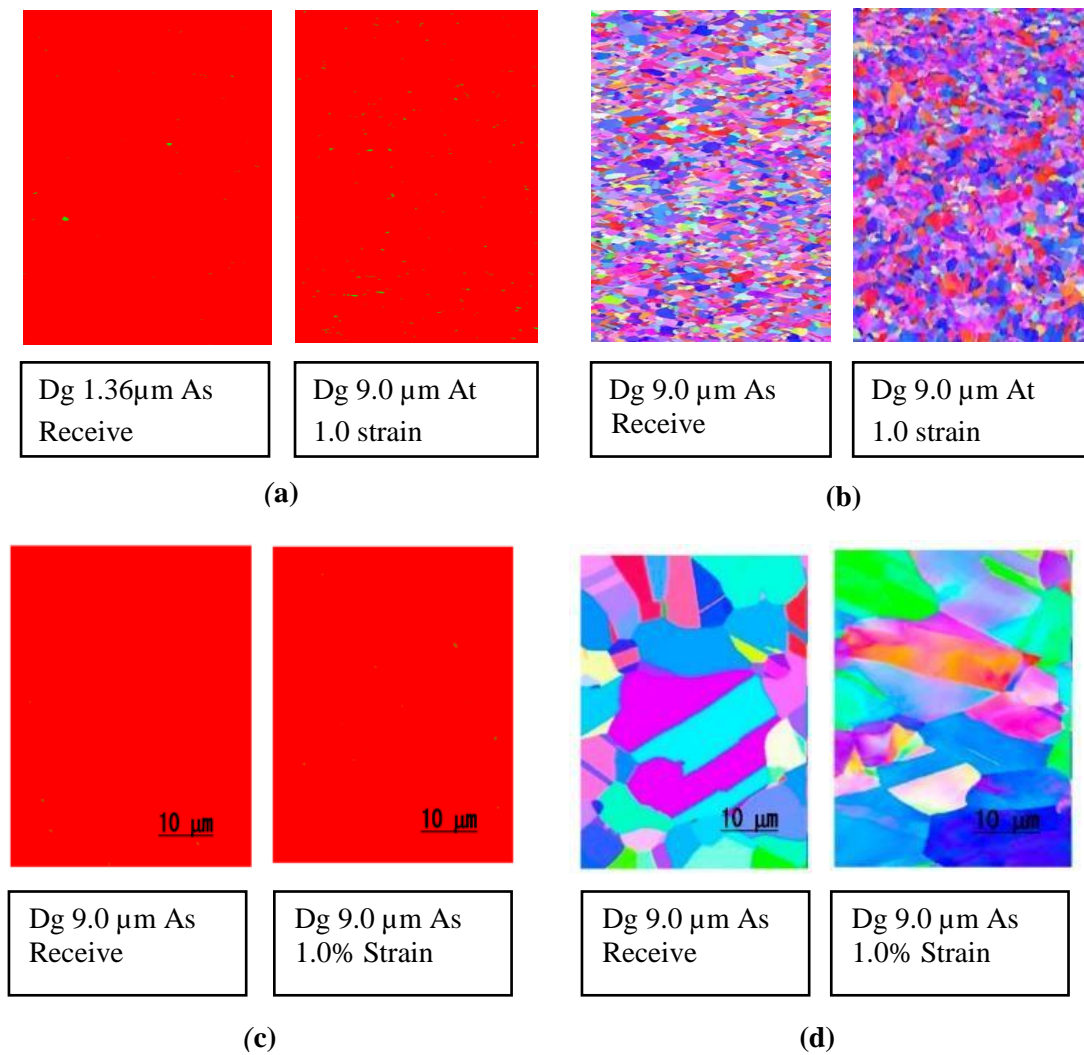 Dg 1.36µm As
Receive
Dg 9.0 µm At
1.0 strain
Dg 9.0 µm As
Receive
Dg 9.0 µm At
1.0 strain
(a)
(b)
10 µm
10 µm
10 µm
10 µm
Dg 9.0 µm As
Receive
Dg 9.0 µm As
1.0% Strain
Dg 9.0 µm As
Receive
Dg 9.0 µm As
1.0% Strain
(c)
(d)